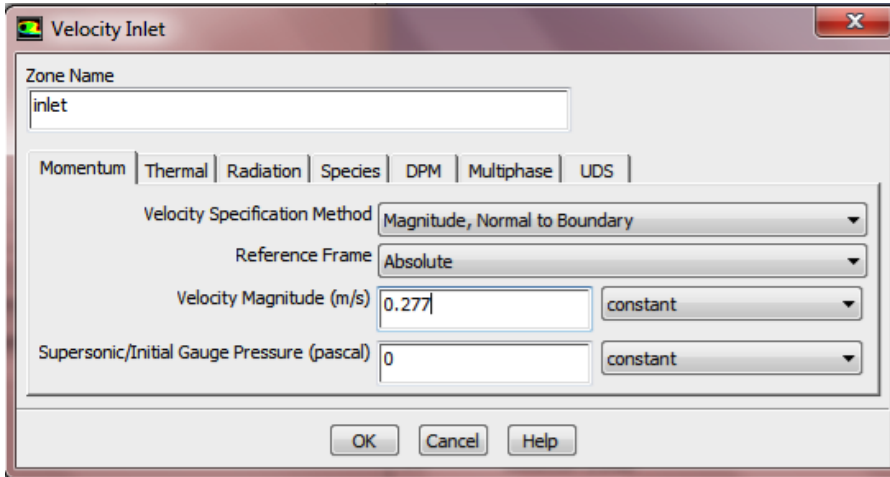 Velocity Inlet
Zone Name
inlet
Momentum Thermal Radiation Species DPM Multiphase UDS
Velocity Specification Method Magnitude, Normal to Boundary
Reference Frame Absolute
Velocity Magnitude (m/s) 0.277 constant
Supersonic/Initial Gauge Pressure (pascal) 0 constant
OK Cancel Help